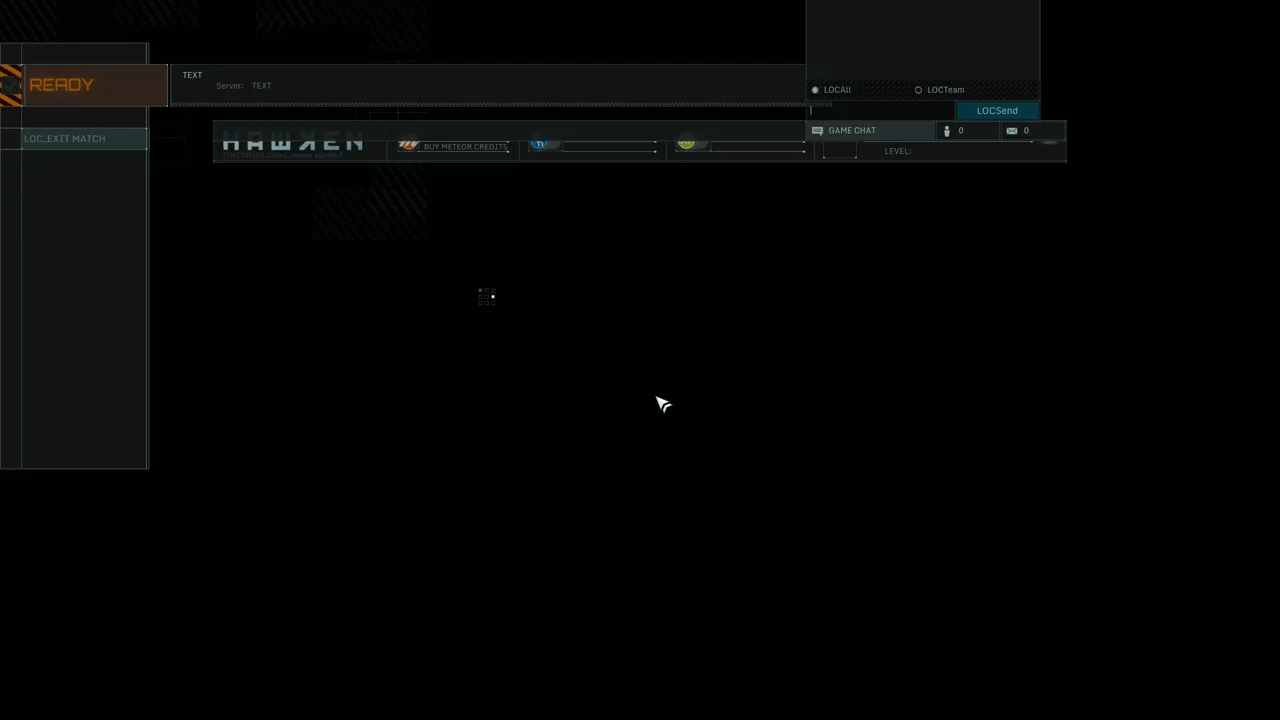 READY
TEXT
Server: TEXT
LOCAll
LOCTeam
LOCSend
GAME CHAT
0
0
LOC_EXIT MATCH
HAWKEN
BUY METEOR CREDITS
LEVEL: